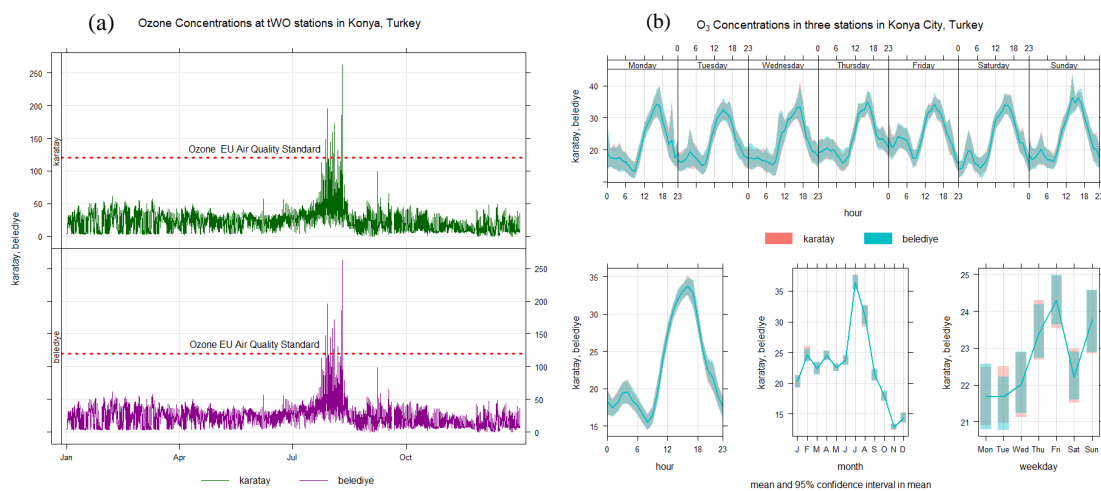 (a)
Ozone Concentrations at tWO stations in Konya, Turkey
karatay, belediye
karatay
250
200
150
100
50
0
Ozone  EU Air Quality Standard
belediye
250
200
150
100
50
0
Ozone EU Air Quality Standard
Jan Apr Jul Oct
karatay belediye
(b)
O3 Concentrations in three stations in Konya City, Turkey
0 6 12 18 23 0 6 12 18 23 0 6 12 18 23
Monday Tuesday Wednesday Thursday Friday Saturday Sunday
karatay, belediye
40
30
20
0 6 12 18 23 0 6 12 18 23 0 6 12 18 23 0 6 12 18 23
hour
karatay belediye
0 6 12 18 23
karatay, belediye
35
30
25
20
15
0 6 12 18 23
hour
karatay, belediye
35
30
25
20
15
J F M A M J J A S O N D
month
karatay, belediye
25
24
23
22
21
Mon Tue Wed Thu Fri Sat Sun
weekday
mean and 95% confidence interval in mean